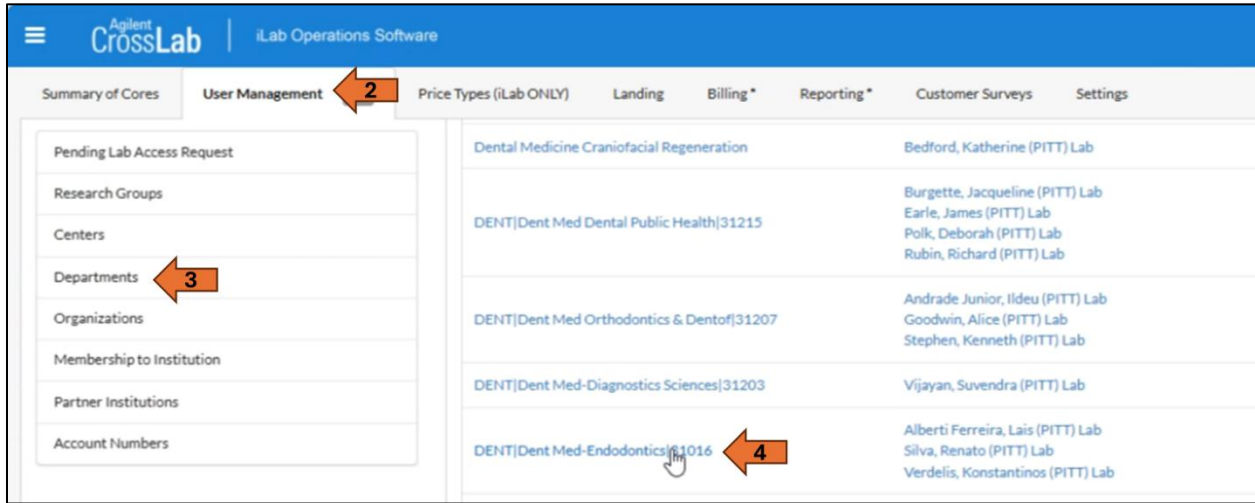 Agilent
CrossLab
iLab Operations Software
Summary of Cores
User Management
2
Price Types (iLab ONLY)
Landing
Billing*
Reporting*
Customer Surveys
Settings
Pending Lab Access Request
Research Groups
Centers
Departments
3
Organizations
Membership to Institution
Partner Institutions
Account Numbers
Dental Medicine Craniofacial Regeneration
Bedford, Katherine (PITT) Lab
DENT|Dent Med Dental Public Health|31215
Burgette, Jacqueline (PITT) Lab
Earle, James (PITT) Lab
Polk, Deborah (PITT) Lab
Rubin, Richard (PITT) Lab
DENT|Dent Med Orthodontics & Dentof|31207
Andrade Junior, Ildeu (PITT) Lab
Goodwin, Alice (PITT) Lab
Stephen, Kenneth (PITT) Lab
DENT|Dent Med-Diagnostics Sciences|31203
Vijayan, Suvendra (PITT) Lab
DENT|Dent Med-Endodontics|31016
4
Alberti Ferreira, Lais (PITT) Lab
Silva, Renato (PITT) Lab
Verdelis, Konstantinos (PITT) Lab